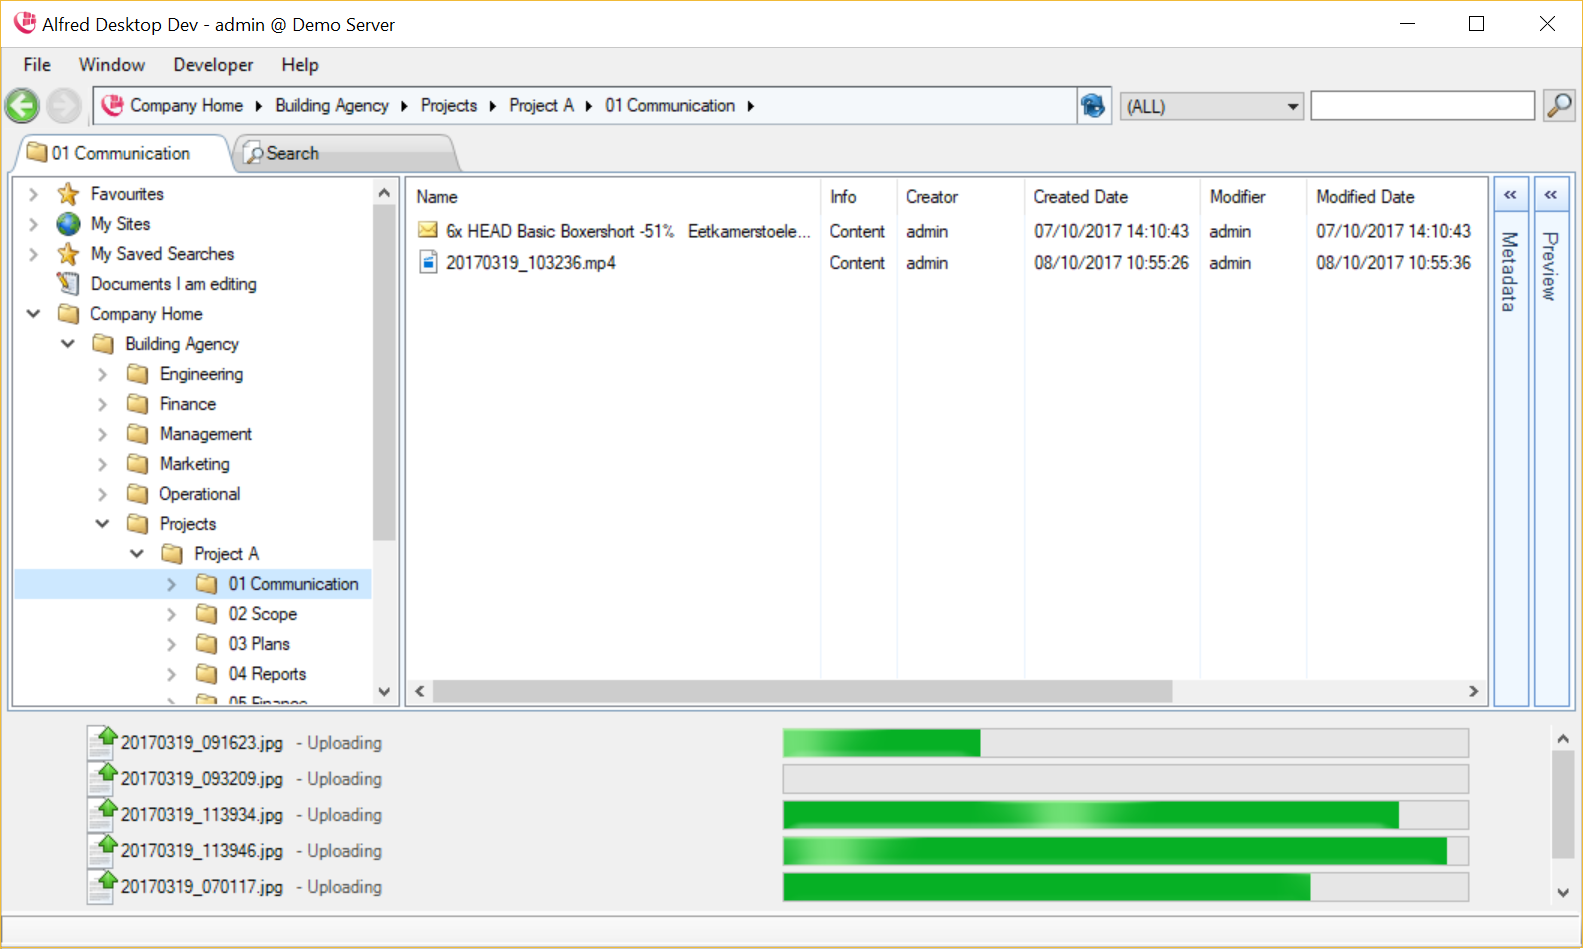 Alfred Desktop Dev - admin @ Demo Server
File Window Developer Help
Company Home Building Agency Projects Project A 01 Communication (ALL)
01 Communication Search
Favourites
My Sites
My Saved Searches
Documents I am editing
Company Home
Building Agency
Engineering
Finance
Management
Marketing
Operational
Projects
Project A
01 Communication
02 Scope
03 Plans
04 Reports
05 Finance
Name Info Creator Created Date Modifier Modified Date
6x HEAD Basic Boxershort -51% Eetkamerstoele... Content admin 07/10/2017 14:10:43 admin 07/10/2017 14:10:43
20170319_103236.mp4 Content admin 08/10/2017 10:55:26 admin 08/10/2017 10:55:36
Metadata
Preview
20170319_091623.jpg - Uploading
20170319_093209.jpg - Uploading
20170319_113934.jpg - Uploading
20170319_113946.jpg - Uploading
20170319_070117.jpg - Uploading